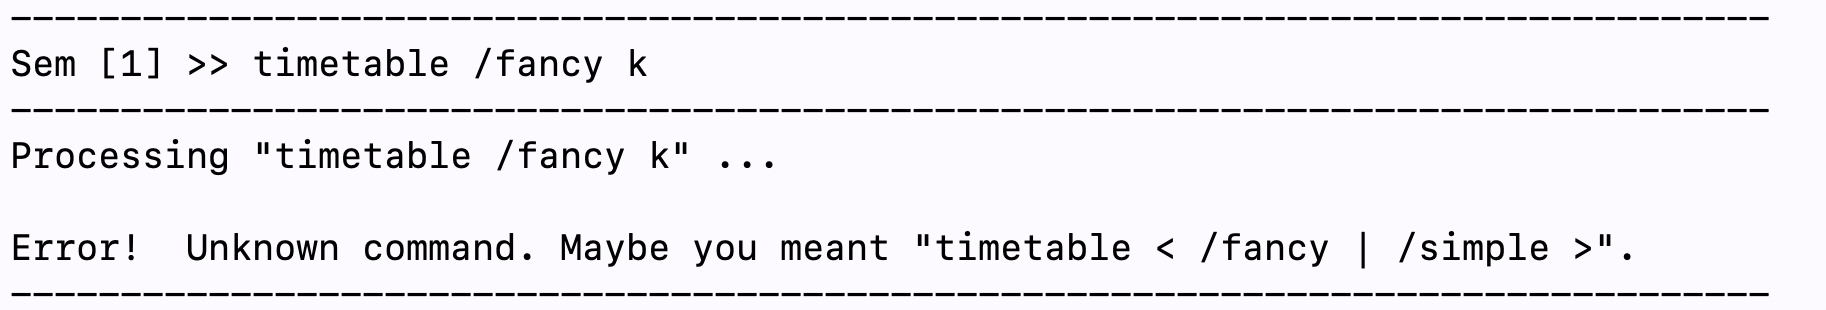 --------------------------------------------------------------------------------
Sem [1] >> timetable /fancy k
--------------------------------------------------------------------------------
Processing "timetable /fancy k" ...
Error!  Unknown command. Maybe you meant "timetable < /fancy | /simple >".
--------------------------------------------------------------------------------